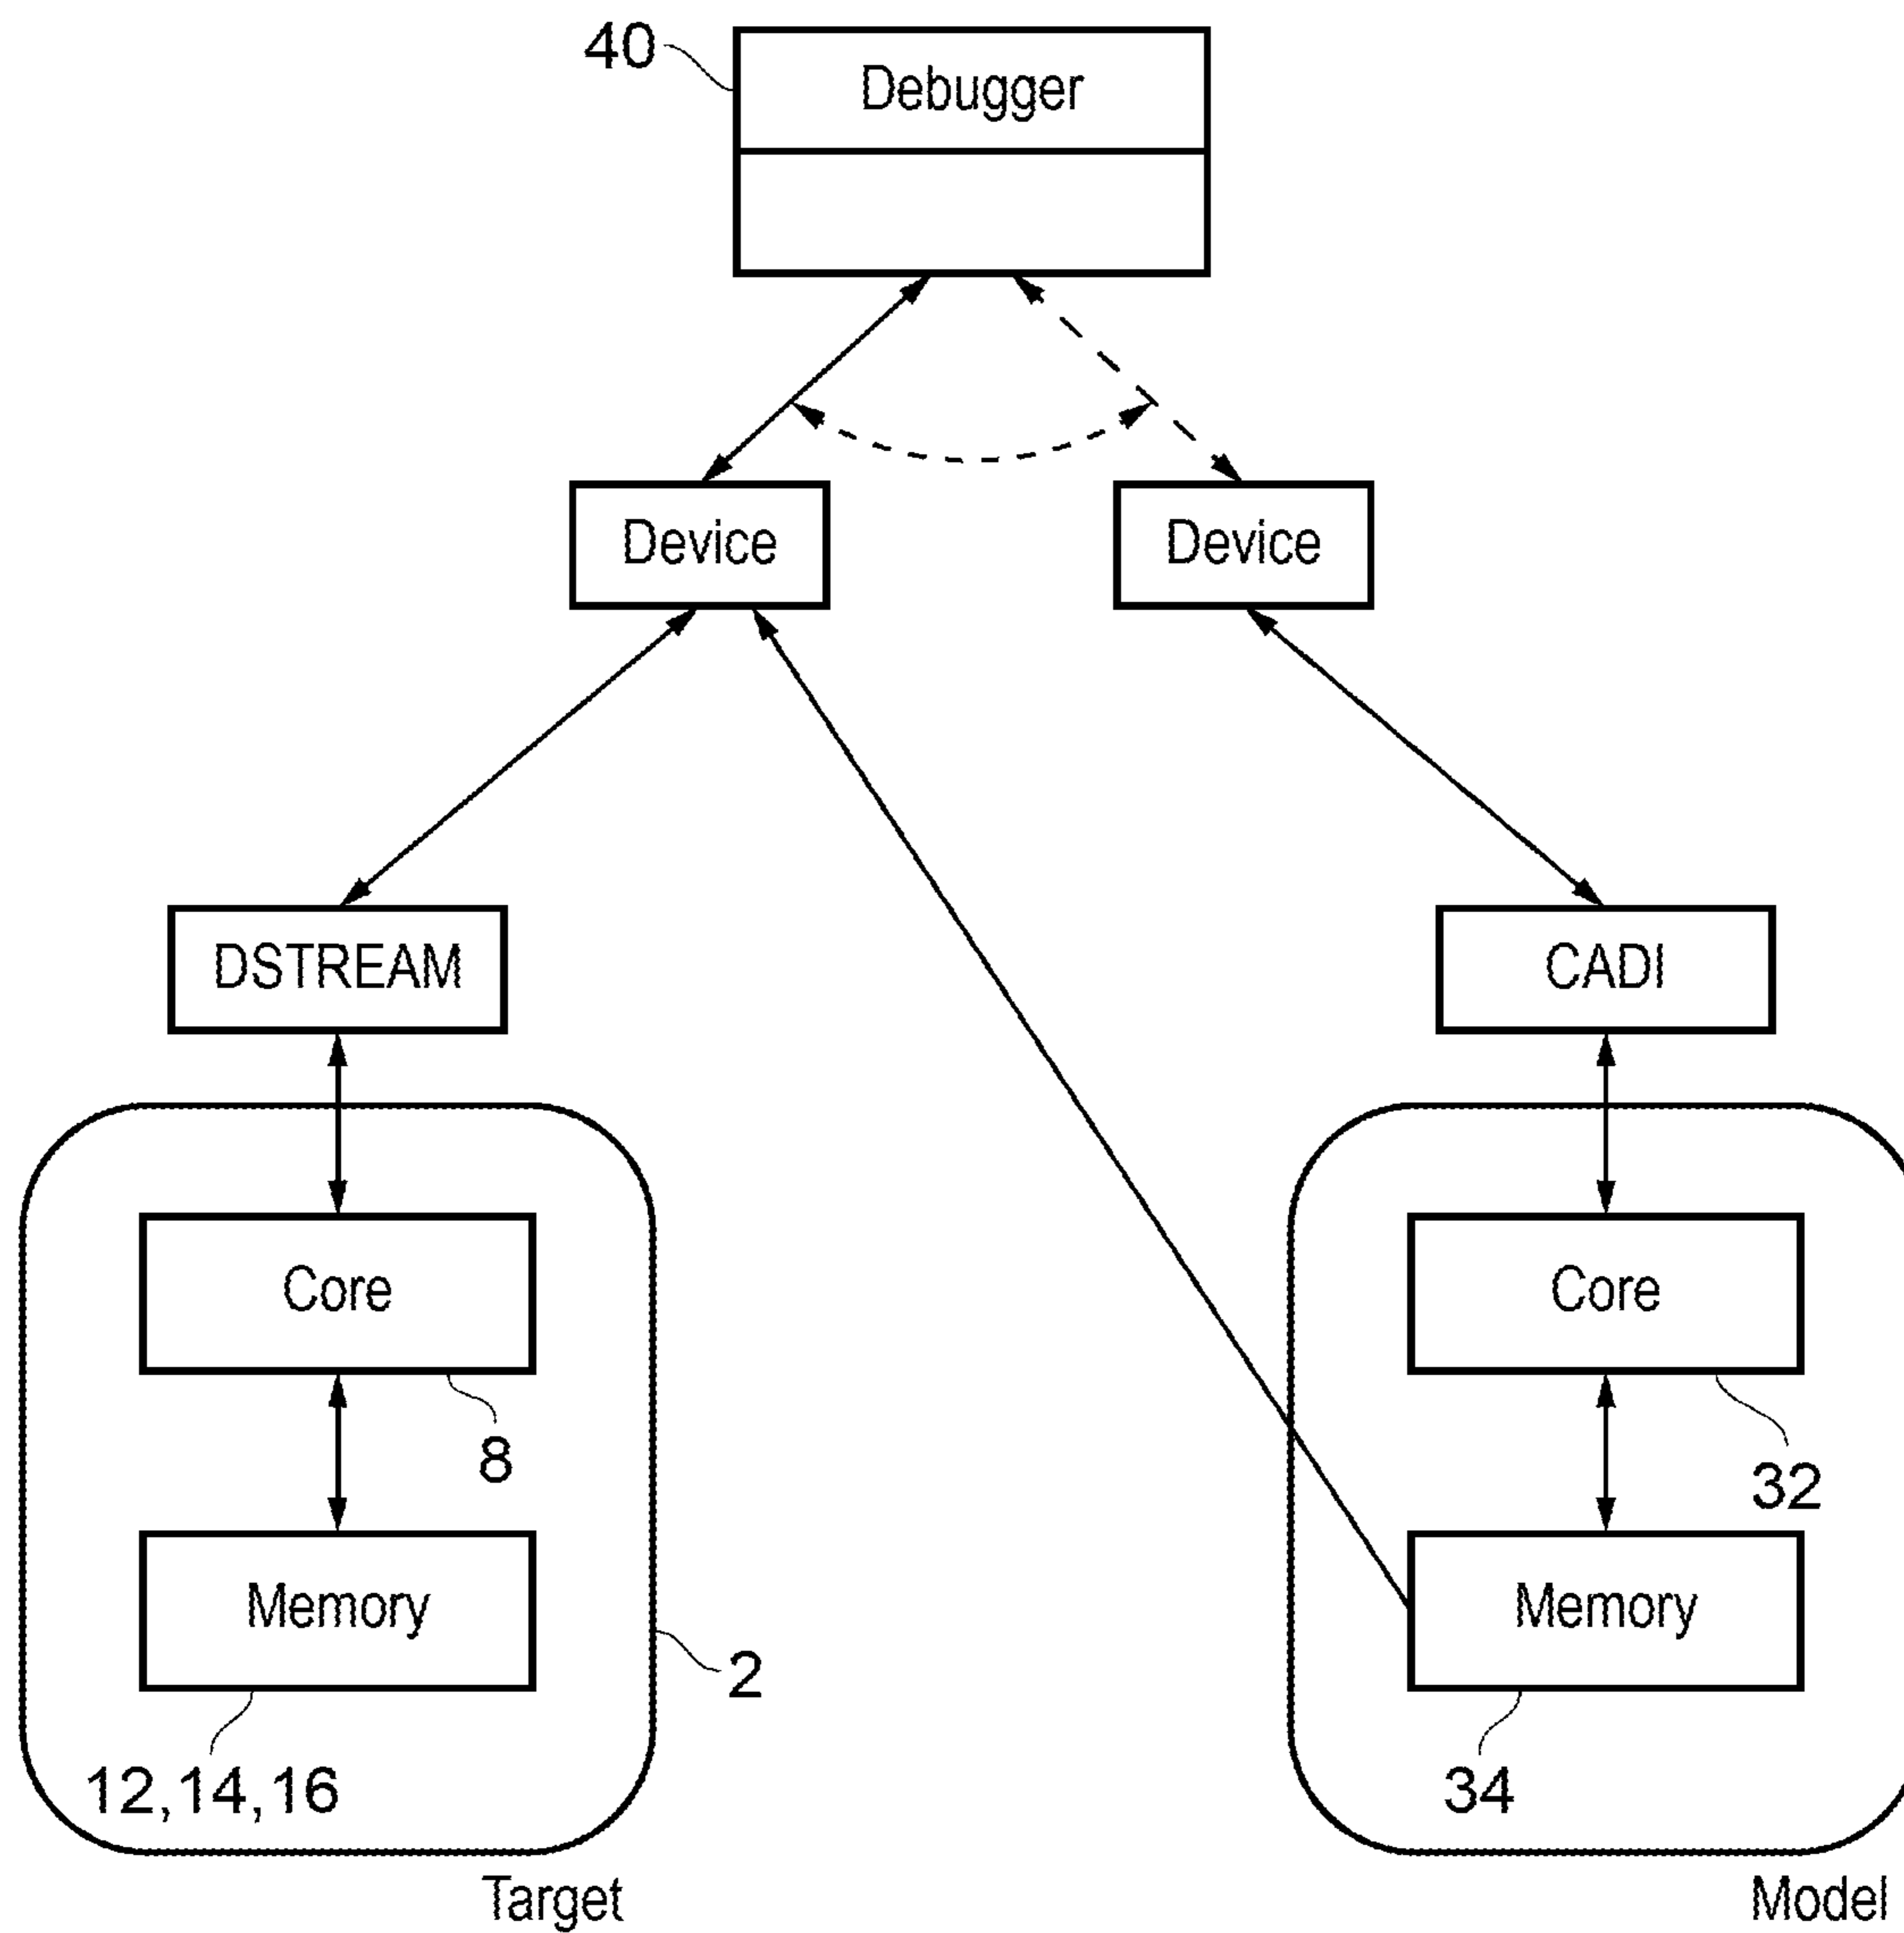 40
Debugger
Device
Device
DSTREAM
CADI
Core
Core
8
32
Memory
Memory
2
12,14,16
34
Target
Model